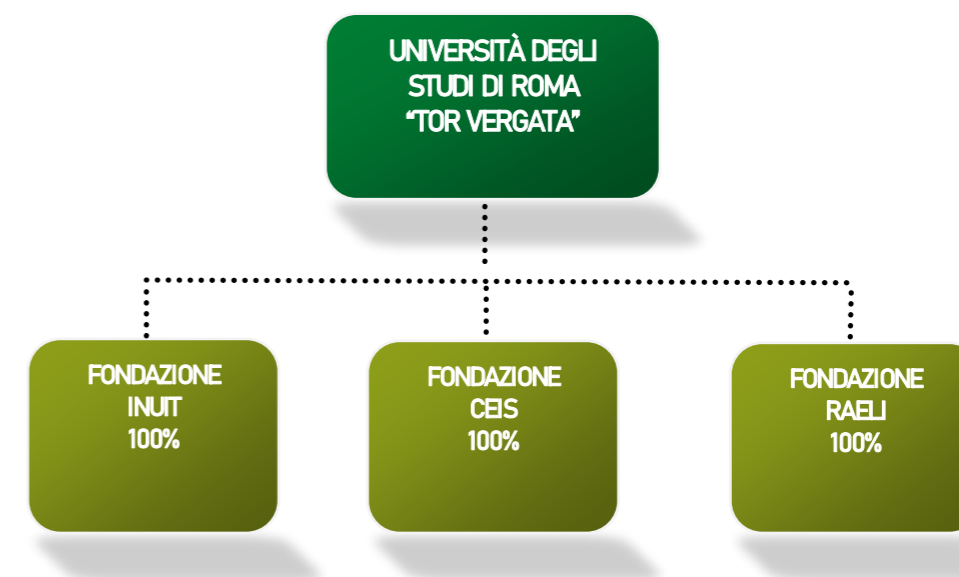 UNIVERSITÀ DEGLI
STUDI DI ROMA
“TOR VERGATA”
FONDAZIONE
INUIT
100%
FONDAZIONE
CEIS
100%
FONDAZIONE
RAELI
100%